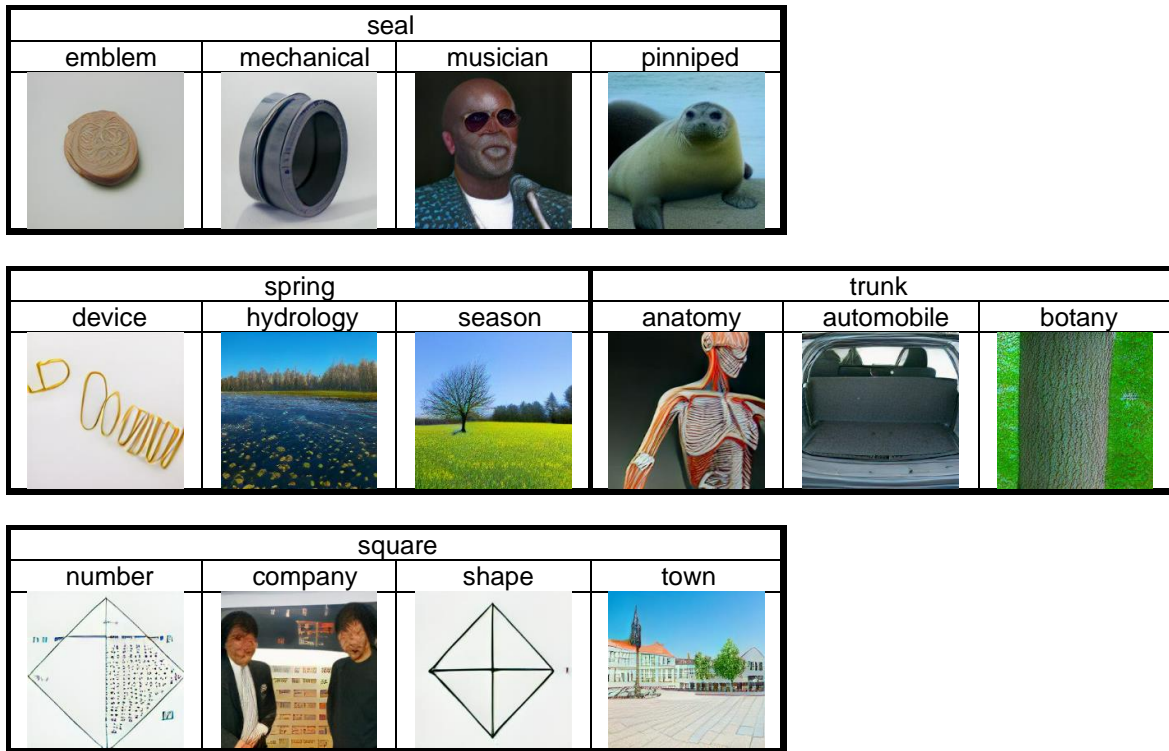 seal
emblem mechanical musician pinniped
spring trunk
device hydrology season anatomy automobile botany
square
number company shape town